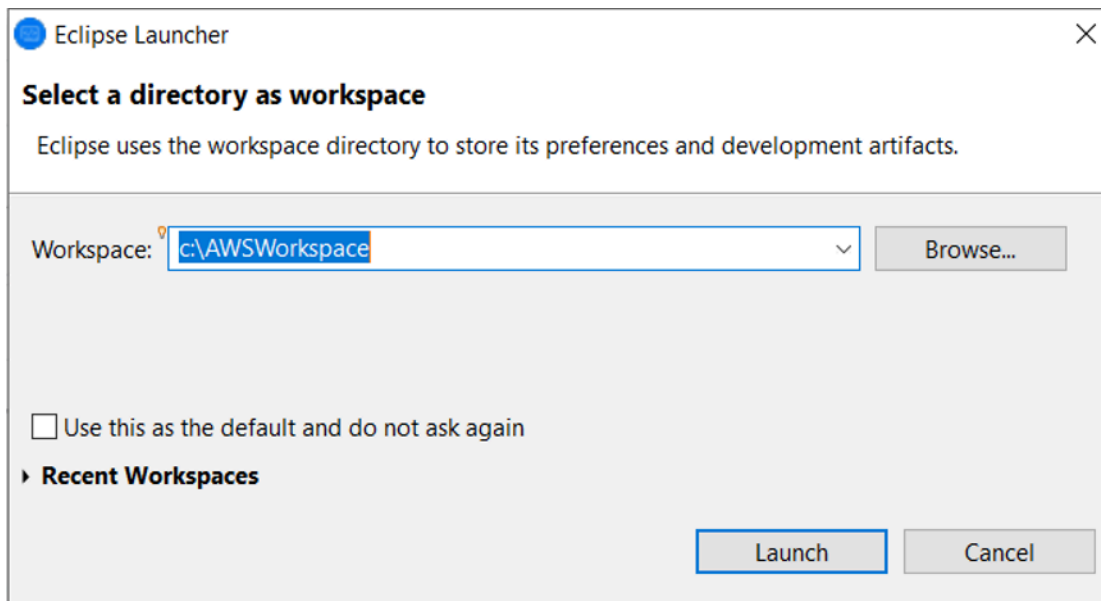 Eclipse Launcher
Select a directory as workspace
Eclipse uses the workspace directory to store its preferences and development artifacts.
Workspace: c:\AWSWorkspace Browse...
Use this as the default and do not ask again
Recent Workspaces
Launch Cancel